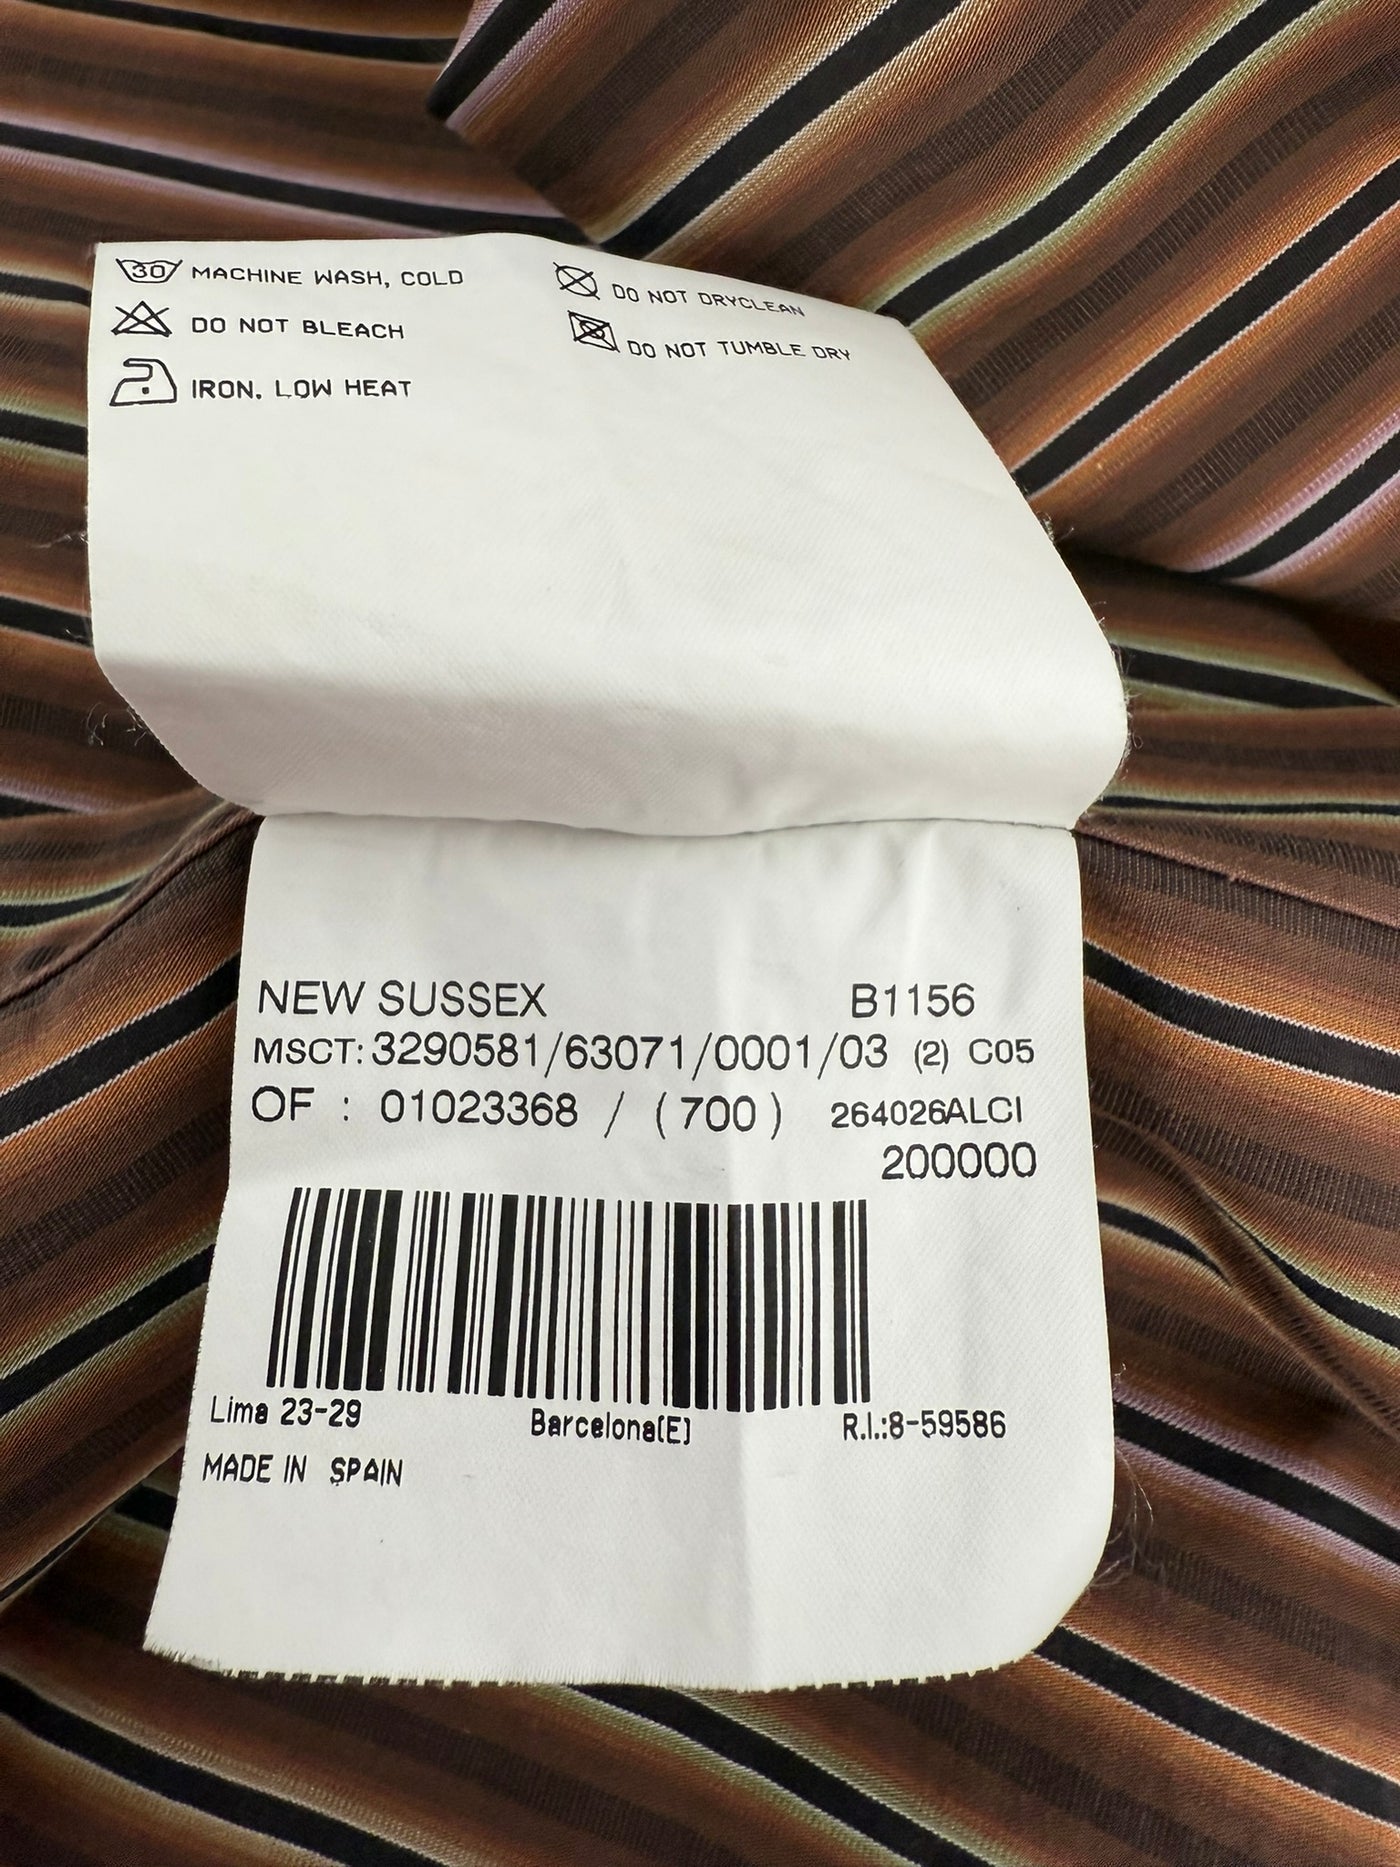 30 MACHINE WASH, COLD
DO NOT BLEACH
IRON. LOW HEAT
DO NOT DRYCLEAN
DO NOT TUMBLE DRY
NEW SUSSEX B1156
MSCT: 3290581/63071/0001/03 (2) C05
OF : 01023368 / (700) 264026ALCI
200000
Lima 23-29 Barcelona(E) R.I.:8-59586
MADE IN SPAIN